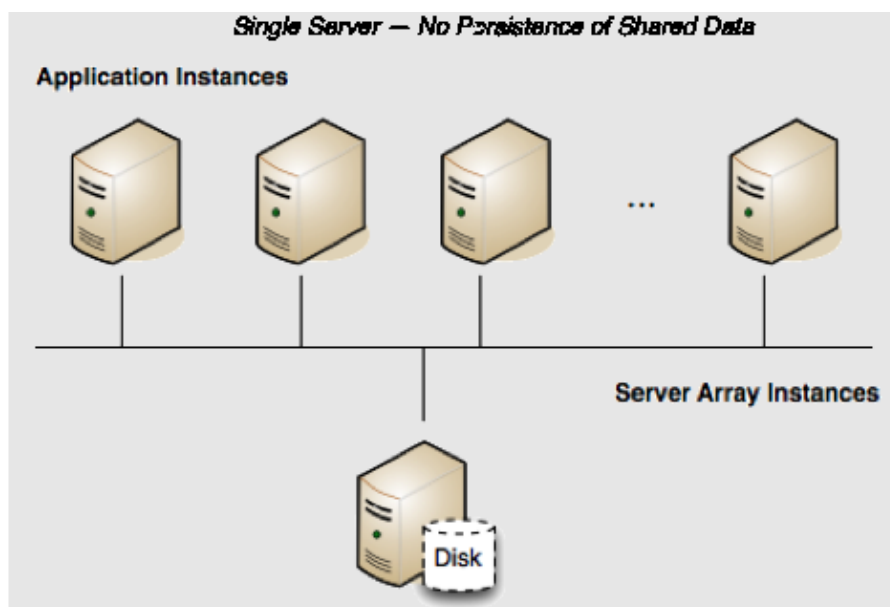 Single Server — No Persistence of Shared Data
Application Instances
...
Server Array Instances
Disk